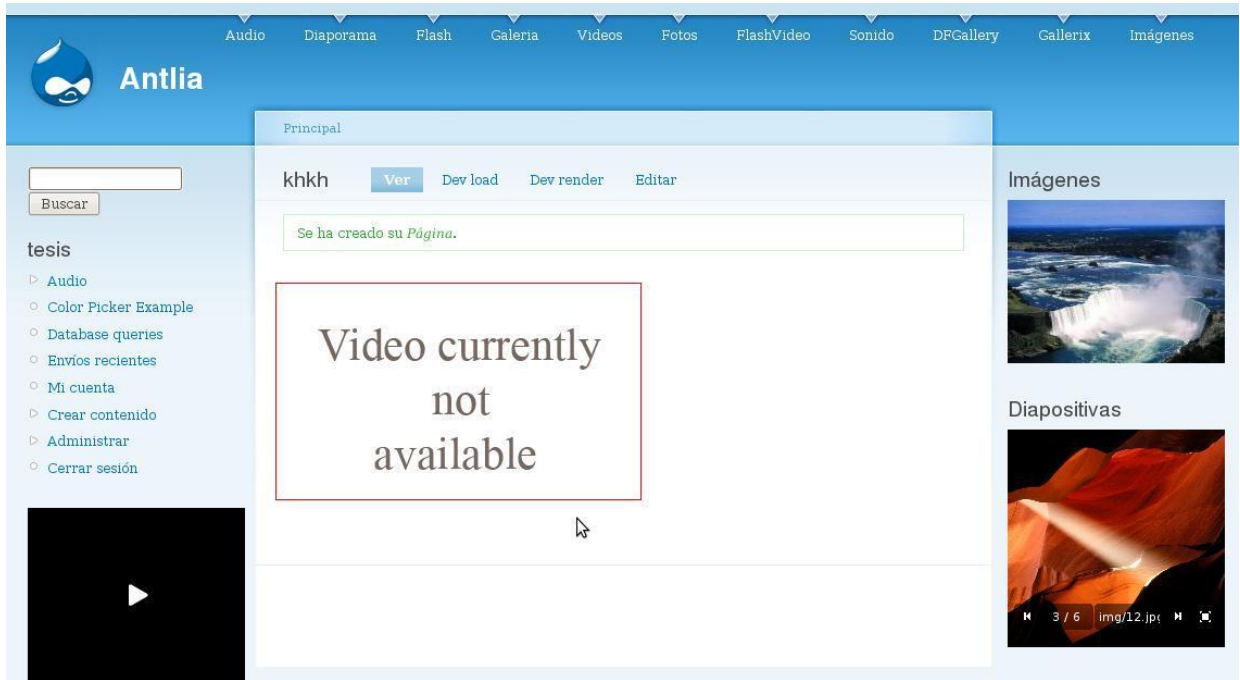 Audio Diaporama Flash Galeria Videos Fotos FlashVideo Sonido DFGallery Gallerix Imágenes
Antlia
Principal
khkh Ver Dev load Dev render Editar
Se ha creado su Página.
Buscar
tesis
Audio
Color Picker Example
Database queries
Envíos recientes
Mi cuenta
Crear contenido
Administrar
Cerrar sesión
Video currently
not
available
Imágenes
Diapositivas
3 / 6 img/12.jpg